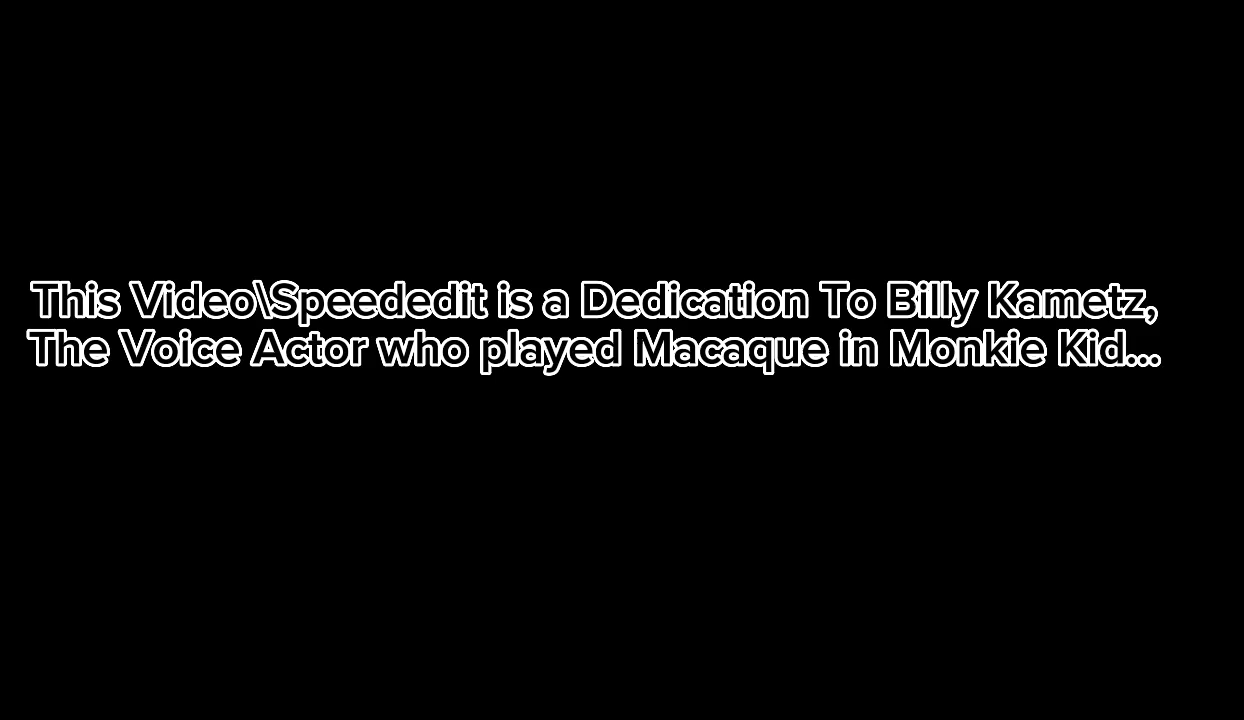 This Video\Speededit is a Dedication To Billy Kametz,
The Voice Actor who played Macaque in Monkie Kid...